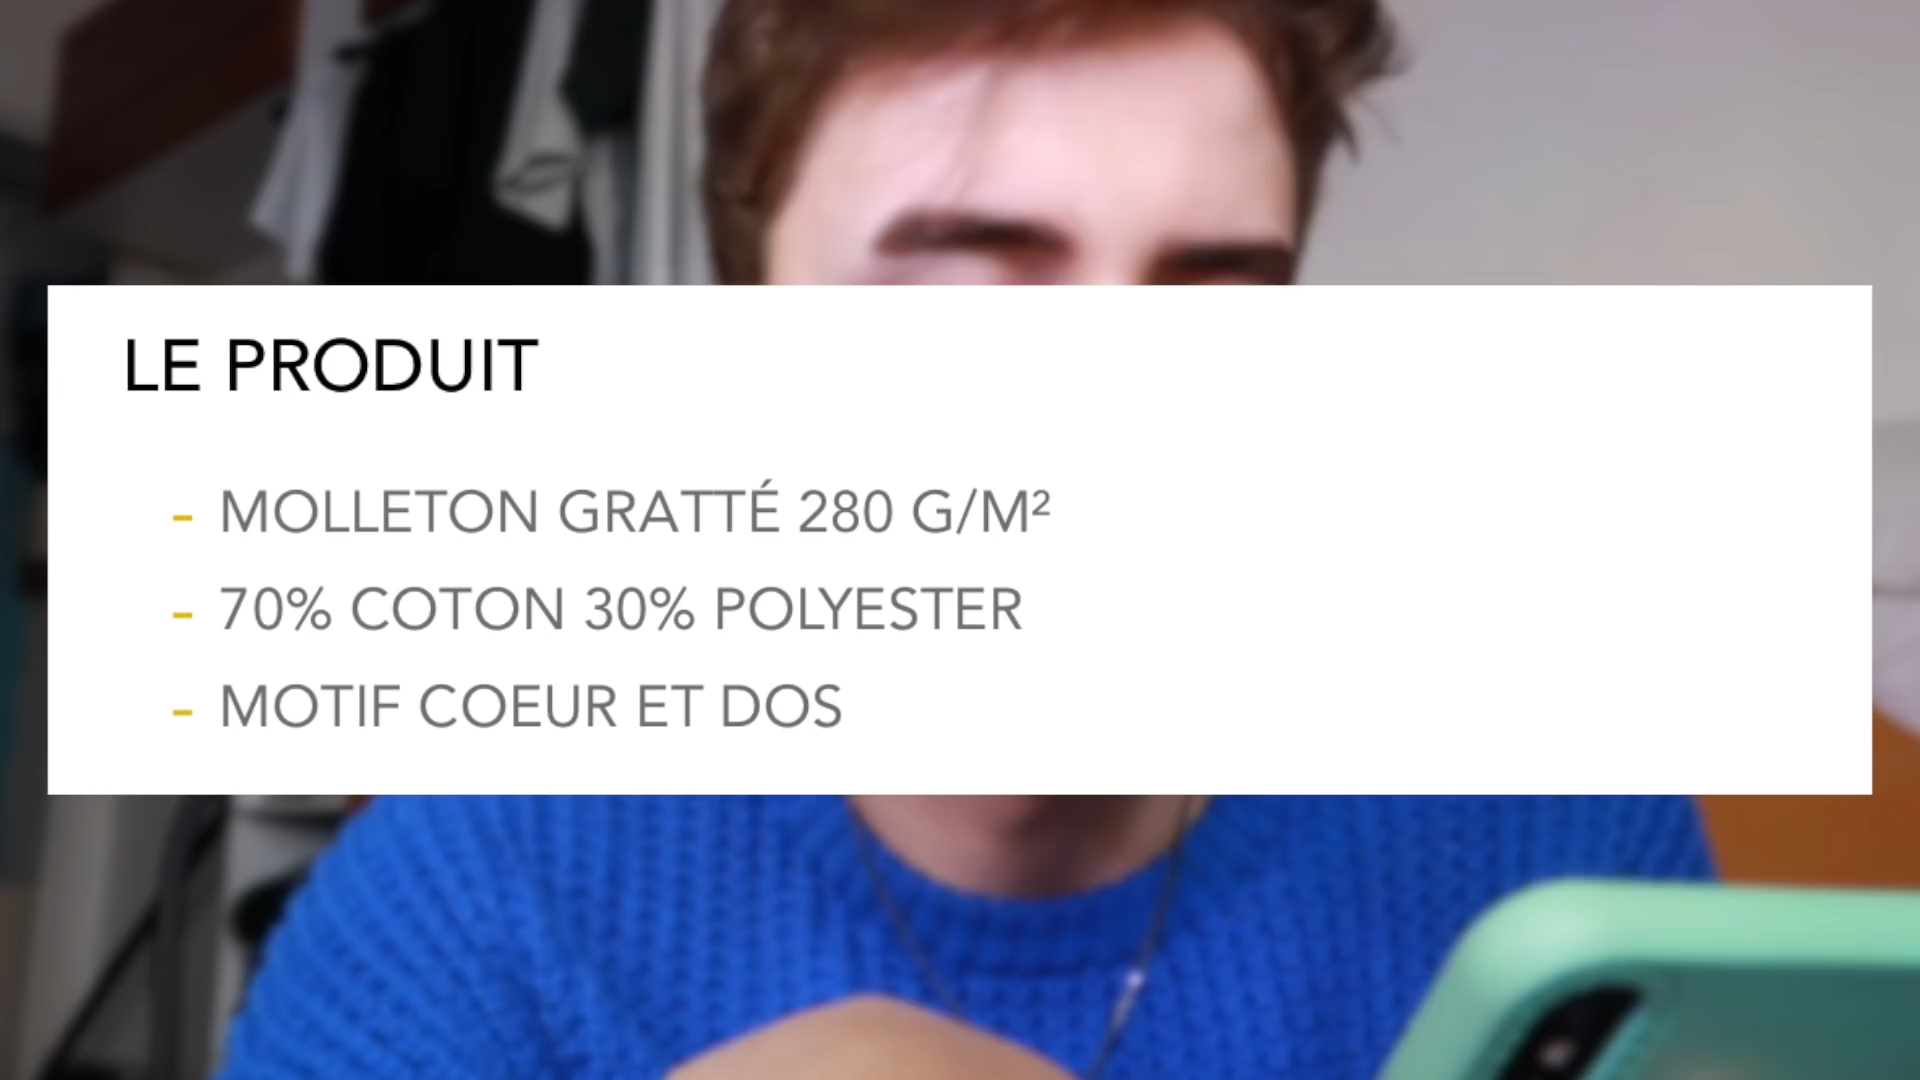 LE PRODUIT
- MOLLETON GRATTÉ 280 G/M²
- 70% COTON 30% POLYESTER
- MOTIF COEUR ET DOS